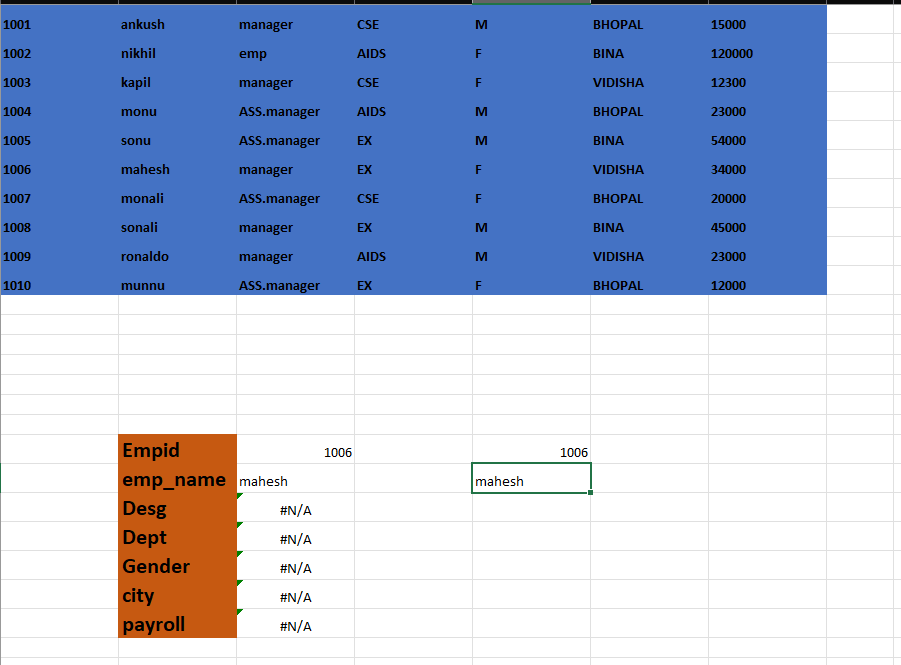 1001 ankush manager CSE M BHOPAL 15000
1002 nikhil emp AIDS F BINA 120000
1003 kapil manager CSE F VIDISHA 12300
1004 monu ASS.manager AIDS M BHOPAL 23000
1005 sonu ASS.manager EX M BINA 54000
1006 mahesh manager EX F VIDISHA 34000
1007 monali ASS.manager CSE F BHOPAL 20000
1008 sonali manager EX M BINA 45000
1009 ronaldo manager AIDS M VIDISHA 23000
1010 munnu ASS.manager EX F BHOPAL 12000
Empid 1006 1006
emp_name mahesh mahesh
Desg #N/A
Dept #N/A
Gender #N/A
city #N/A
payroll #N/A